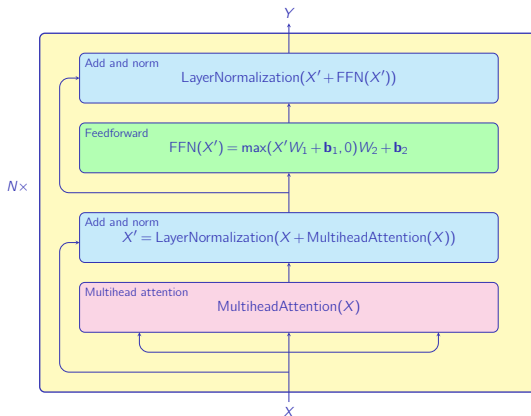 Y
Add and norm
LayerNormalization(X′ + FFN(X′))
Feedforward
FFN(X′) = max(X′W₁ + b₁, 0)W₂ + b₂
N×
Add and norm
X′ = LayerNormalization(X + MultiheadAttention(X))
Multihead attention
MultiheadAttention(X)
X